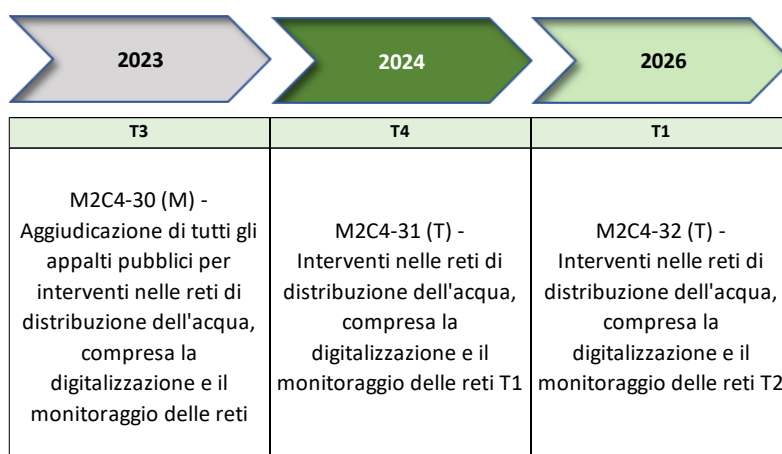 2023
2024
2026
T3
T4
T1
M2C4-30 (M) -
Aggiudicazione di tutti gli
appalti pubblici per
interventi nelle reti di
distribuzione dell'acqua,
compresa la
digitalizzazione e il
monitoraggio delle reti
M2C4-31 (T) -
Interventi nelle reti di
distribuzione dell'acqua,
compresa la
digitalizzazione e il
monitoraggio delle reti T1
M2C4-32 (T) -
Interventi nelle reti di
distribuzione dell'acqua,
compresa la
digitalizzazione e il
monitoraggio delle reti T2